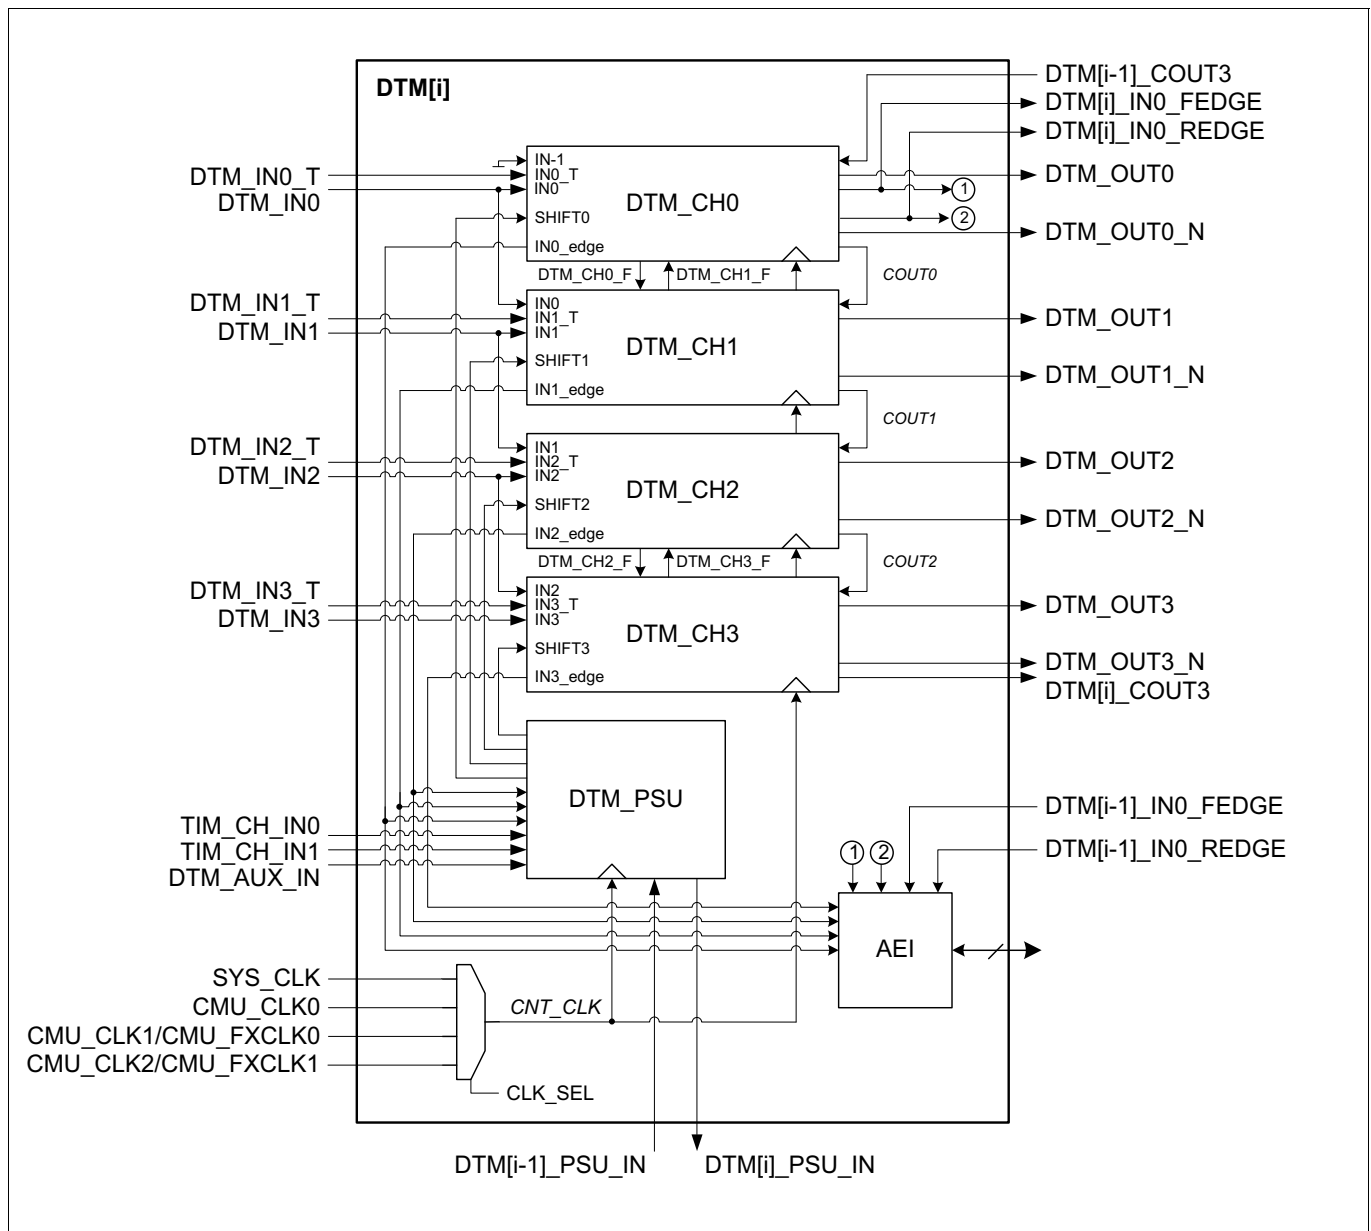 DTM[i]
DTM[i-1]_COUT3
DTM[i]_IN0_FEDGE
DTM[i]_IN0_REDGE
DTM_IN0_T
DTM_IN0
IN-1
IN0_T
IN0
SHIFT0
IN0_edge
DTM_CH0
1
2
DTM_OUT0
DTM_OUT0_N
DTM_CH0_F
DTM_CH1_F
COUT0
DTM_IN1_T
DTM_IN1
IN0
IN1_T
IN1
SHIFT1
IN1_edge
DTM_CH1
DTM_OUT1
DTM_OUT1_N
COUT1
DTM_IN2_T
DTM_IN2
IN1
IN2_T
IN2
SHIFT2
IN2_edge
DTM_CH2
DTM_OUT2
DTM_OUT2_N
DTM_CH2_F
DTM_CH3_F
COUT2
DTM_IN3_T
DTM_IN3
IN2
IN3_T
IN3
SHIFT3
IN3_edge
DTM_CH3
DTM_OUT3
DTM_OUT3_N
DTM[i]_COUT3
DTM_PSU
TIM_CH_IN0
TIM_CH_IN1
DTM_AUX_IN
DTM[i-1]_IN0_FEDGE
DTM[i-1]_IN0_REDGE
1
2
AEI
SYS_CLK
CMU_CLK0
CMU_CLK1/CMU_FXCLK0
CMU_CLK2/CMU_FXCLK1
CNT_CLK
CLK_SEL
DTM[i-1]_PSU_IN
DTM[i]_PSU_IN